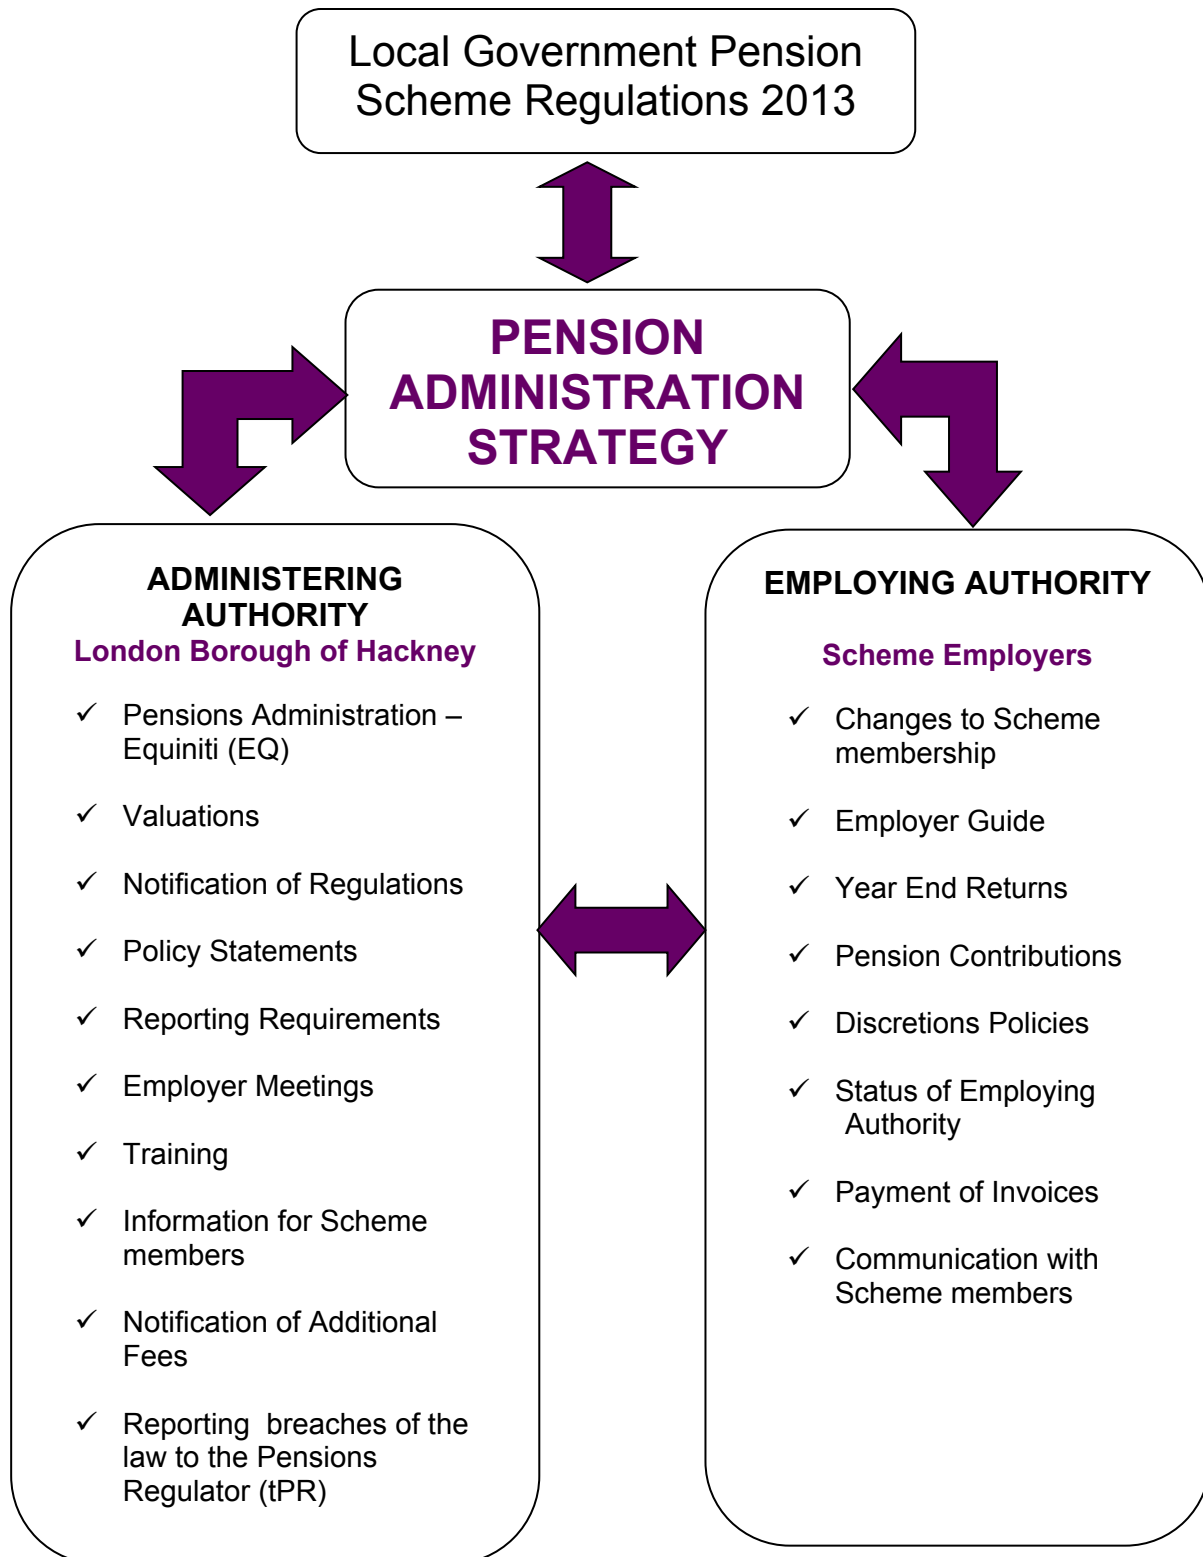 Local Government Pension
Scheme Regulations 2013
PENSION
ADMINISTRATION
STRATEGY
ADMINISTERING
AUTHORITY
London Borough of Hackney
✓ Pensions Administration –
Equiniti (EQ)
✓ Valuations
✓ Notification of Regulations
✓ Policy Statements
✓ Reporting Requirements
✓ Employer Meetings
✓ Training
✓ Information for Scheme
members
✓ Notification of Additional
Fees
✓ Reporting breaches of the
law to the Pensions
Regulator (tPR)
EMPLOYING AUTHORITY
Scheme Employers
✓ Changes to Scheme
membership
✓ Employer Guide
✓ Year End Returns
✓ Pension Contributions
✓ Discretions Policies
✓ Status of Employing
Authority
✓ Payment of Invoices
✓ Communication with
Scheme members